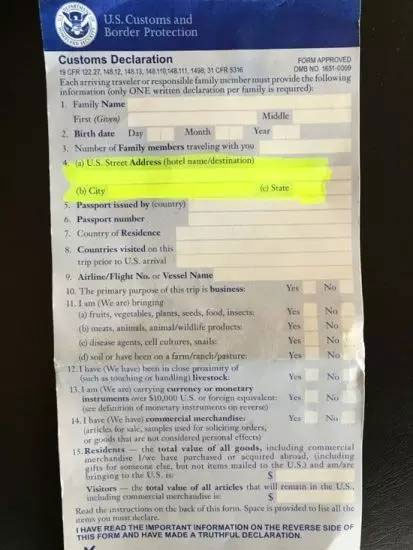 U.S. Customs and
Border Protection
Customs Declaration
FORM APPROVED
19 CFR 122.27, 148.12, 148.13, 148.110,148.111, 1498; 31 CFR 5316
OMB NO. 1651-0009
Each arriving traveler or responsible family member must provide the following
information (only ONE written declaration per family is required):
1. Family Name
First (Given) Middle
2. Birth date Day Month Year
3. Number of Family members traveling with you
4. (a) U.S. Street Address (hotel name/destination)
(b) City (c) State
5. Passport issued by (country)
6. Passport number
7. Country of Residence
8. Countries visited on this
trip prior to U.S. arrival
9. Airline/Flight No. or Vessel Name
10. The primary purpose of this trip is business: Yes No
11. I am (We are) bringing
(a) fruits, vegetables, plants, seeds, food, insects: Yes No
(b) meats, animals, animal/wildlife products: Yes No
(c) disease agents, cell cultures, snails: Yes No
(d) soil or have been on a farm/ranch/pasture: Yes No
12. I have (We have) been in close proximity of Yes No
(such as touching or handling) livestock:
13. I am (We are) carrying currency or monetary Yes No
instruments over $10,000 U.S. or foreign equivalent:
(see definition of monetary instruments on reverse)
14. I have (We have) commercial merchandise: Yes No
(articles for sale, samples used for soliciting orders,
or goods that are not considered personal effects)
15. Residents — the total value of all goods, including commercial
merchandise I/we have purchased or acquired abroad, (including
gifts for someone else, but not items mailed to the U.S.) and am/are
bringing to the U.S. is: $
Visitors — the total value of all articles that will remain in the U.S.,
including commercial merchandise is: $
Read the instructions on the back of this form. Space is provided to list all the
items you must declare.
I HAVE READ THE IMPORTANT INFORMATION ON THE REVERSE SIDE OF
THIS FORM AND HAVE MADE A TRUTHFUL DECLARATION.
X